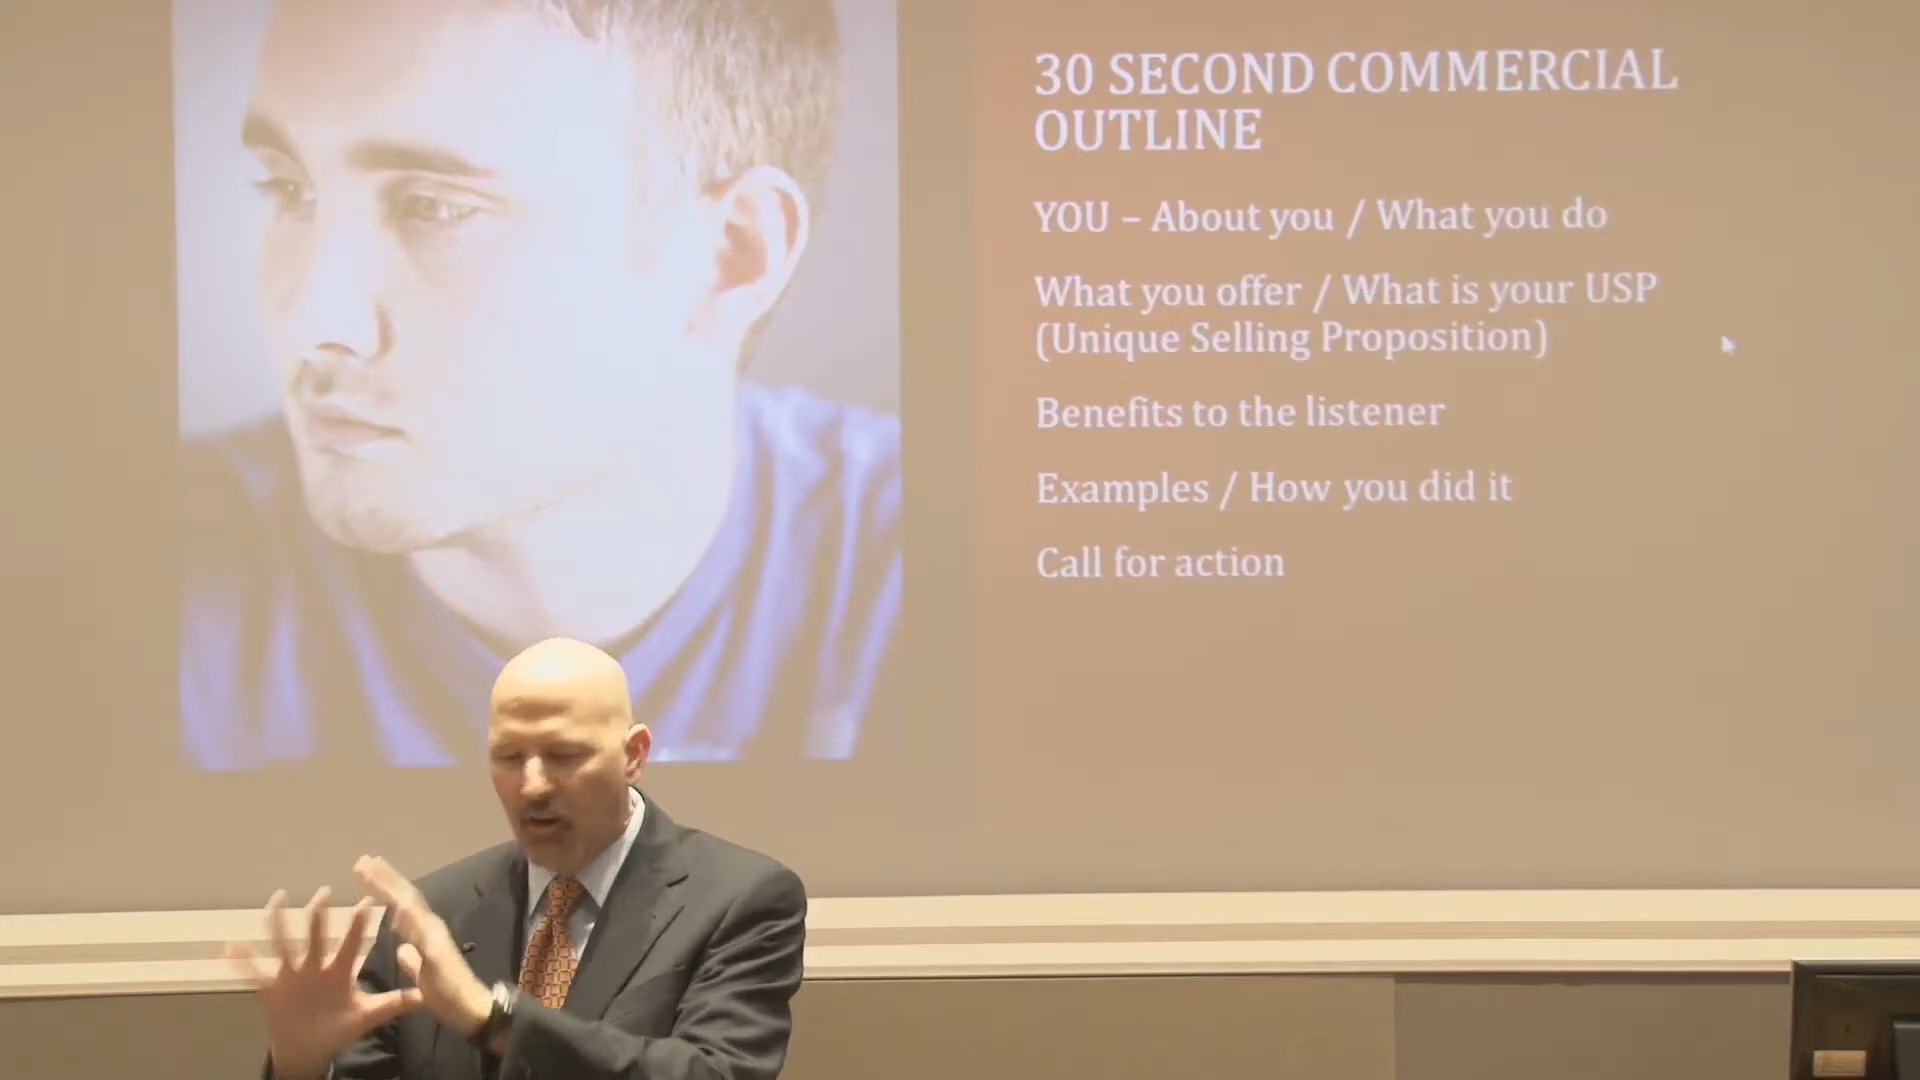 30 SECOND COMMERCIAL
OUTLINE
YOU – About you / What you do
What you offer / What is your USP
(Unique Selling Proposition)
Benefits to the listener
Examples / How you did it
Call for action